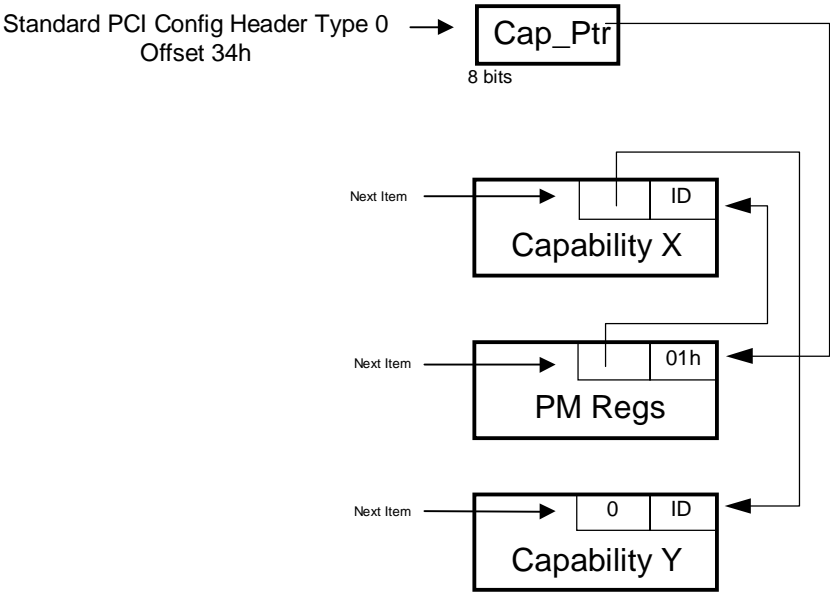 Standard PCI Config Header Type 0
Offset 34h
Cap_Ptr
8 bits
Next Item
ID
Capability X
Next Item
01h
PM Regs
Next Item
0
ID
Capability Y